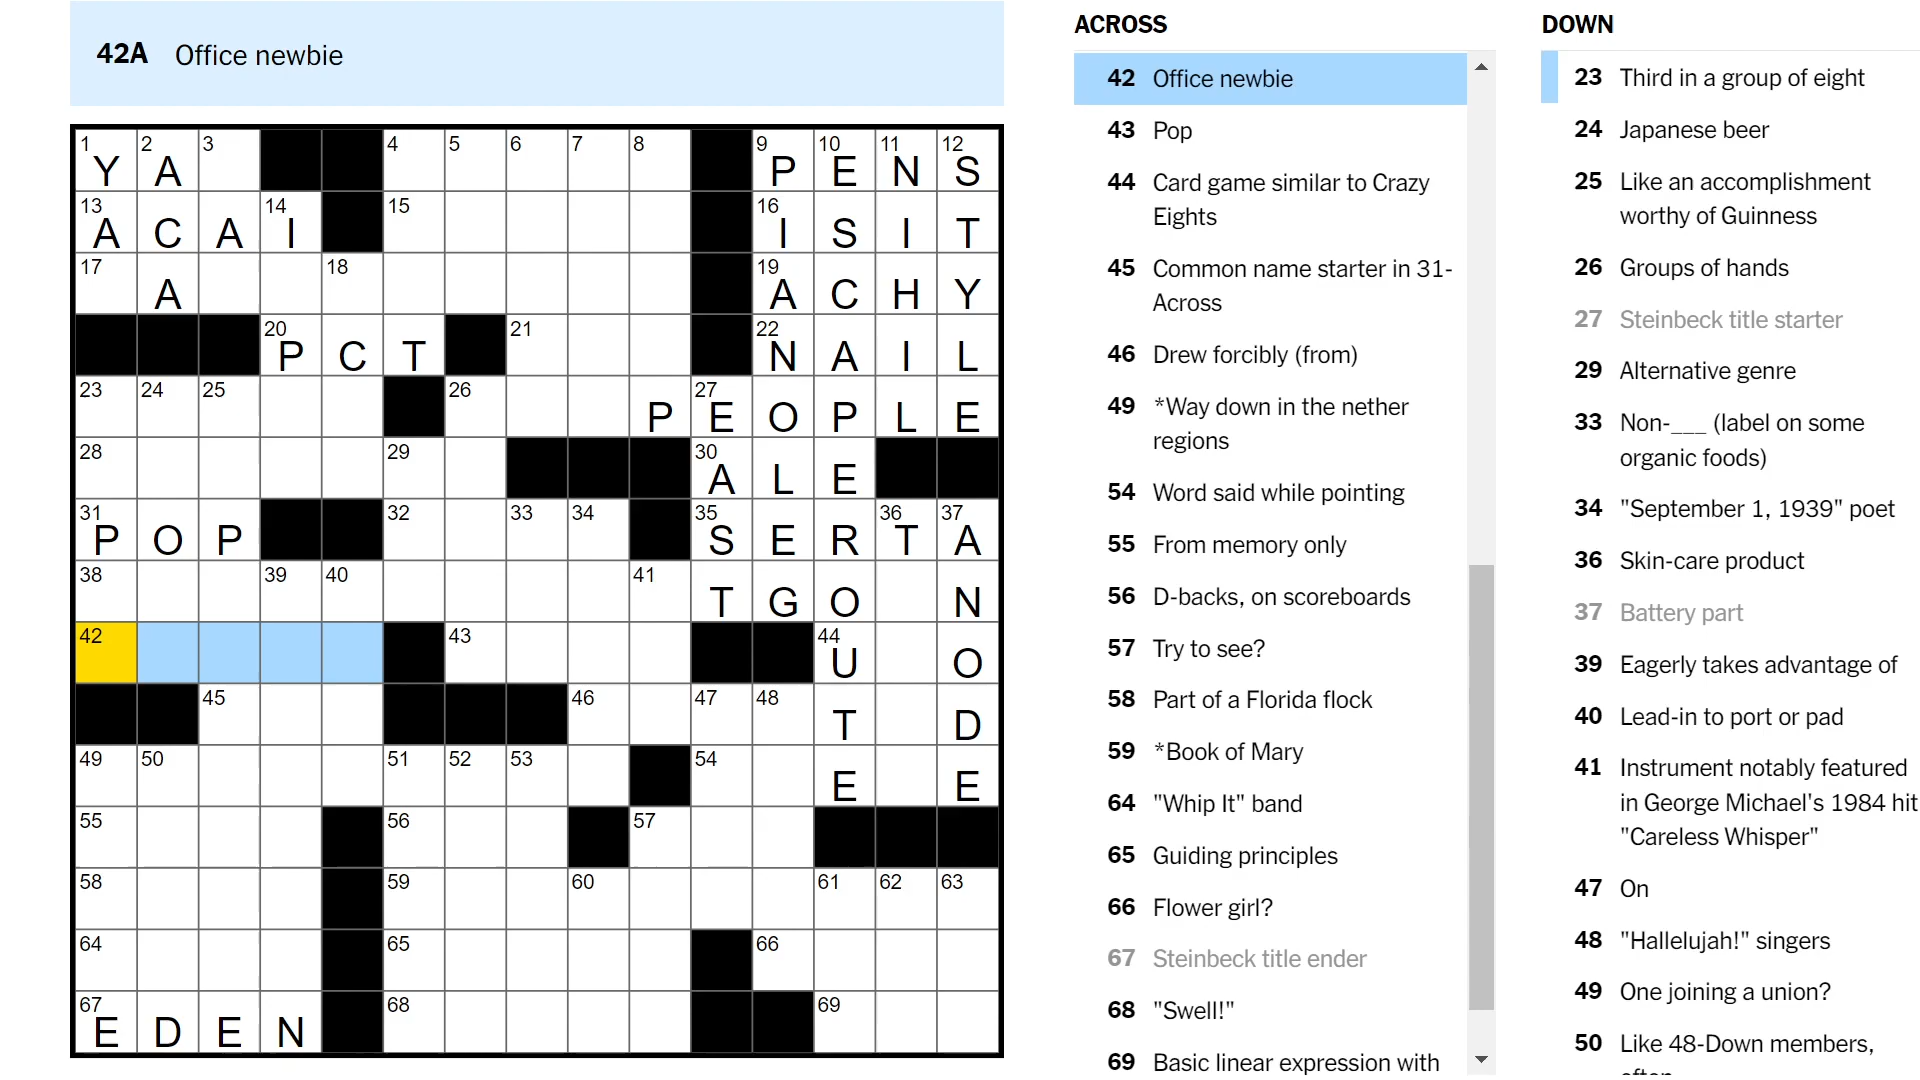 42A Office newbie
1 2 3 4 5 6 7 8 9 10 11 12
Y A P E N S
13 14 15 16
A C A I I S I T
17 18 19
A A C H Y
20 21 22
P C T N A I L
23 24 25 26 27
P E O P L E
28 29 30
A L E
31 32 33 34 35 36 37
P O P S E R T A
38 39 40 41
T G O N
42 43 44
U O
45 46 47 48
T D
49 50 51 52 53 54
E E
55 56 57
58 59 60 61 62 63
64 65 66
67 68 69
E D E N
ACROSS
42 Office newbie
43 Pop
44 Card game similar to Crazy
Eights
45 Common name starter in 31-
Across
46 Drew forcibly (from)
49 *Way down in the nether
regions
54 Word said while pointing
55 From memory only
56 D-backs, on scoreboards
57 Try to see?
58 Part of a Florida flock
59 *Book of Mary
64 "Whip It" band
65 Guiding principles
66 Flower girl?
67 Steinbeck title ender
68 "Swell!"
69 Basic linear expression with
DOWN
23 Third in a group of eight
24 Japanese beer
25 Like an accomplishment
worthy of Guinness
26 Groups of hands
27 Steinbeck title starter
29 Alternative genre
33 Non-___ (label on some
organic foods)
34 "September 1, 1939" poet
36 Skin-care product
37 Battery part
39 Eagerly takes advantage of
40 Lead-in to port or pad
41 Instrument notably featured
in George Michael's 1984 hit
"Careless Whisper"
47 On
48 "Hallelujah!" singers
49 One joining a union?
50 Like 48-Down members,